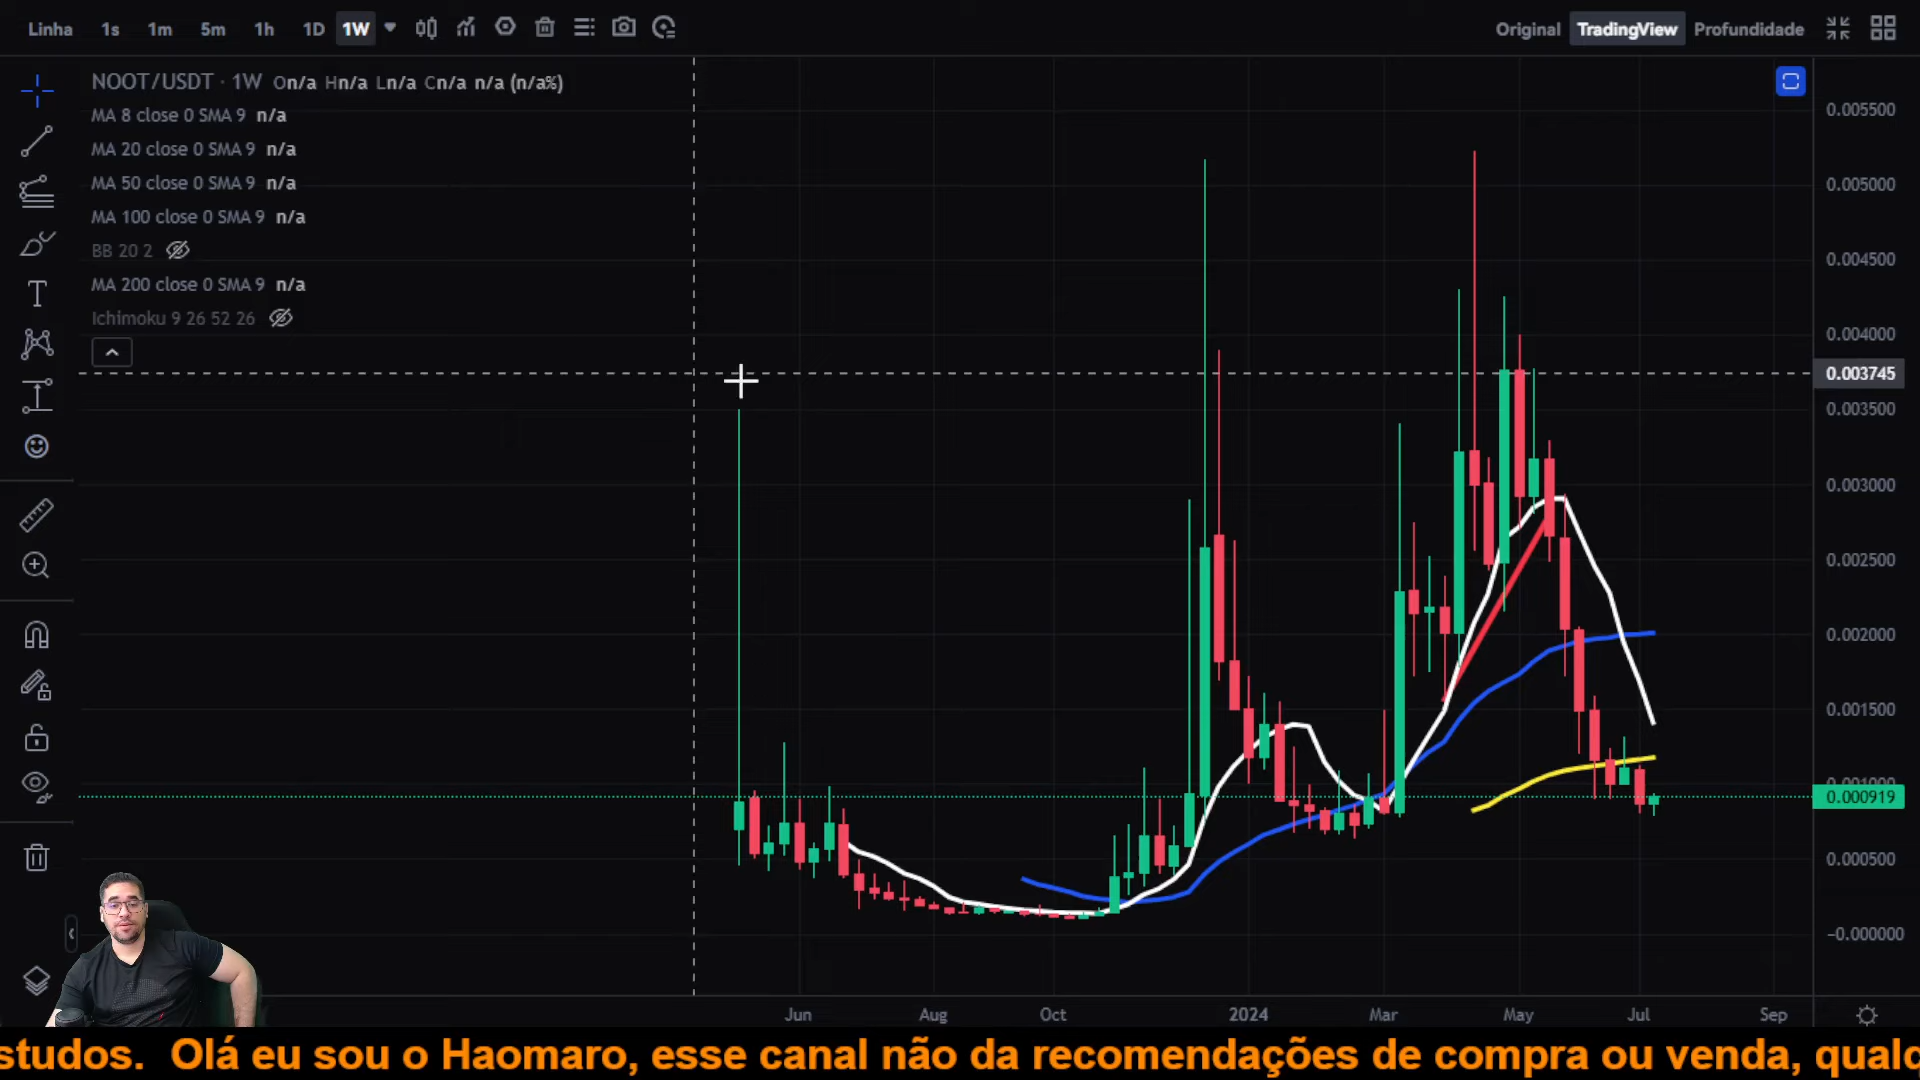 Linha 1s 1m 5m 1h 1D 1W Original TradingView Profundidade
NOOT/USDT · 1W On/a Hn/a Ln/a Cn/a n/a (n/a%)
MA 8 close 0 SMA 9 n/a
MA 20 close 0 SMA 9 n/a
MA 50 close 0 SMA 9 n/a
MA 100 close 0 SMA 9 n/a
BB 20 2
MA 200 close 0 SMA 9 n/a
Ichimoku 9 26 52 26
0.005500
0.005000
0.004500
0.004000
0.003745
0.003500
0.003000
0.002500
0.002000
0.001500
0.001000
0.000919
0.000500
−0.000000
Jun Aug Oct 2024 Mar May Jul Sep
studos. Olá eu sou o Haomaro, esse canal não da recomendações de compra ou venda, qualq